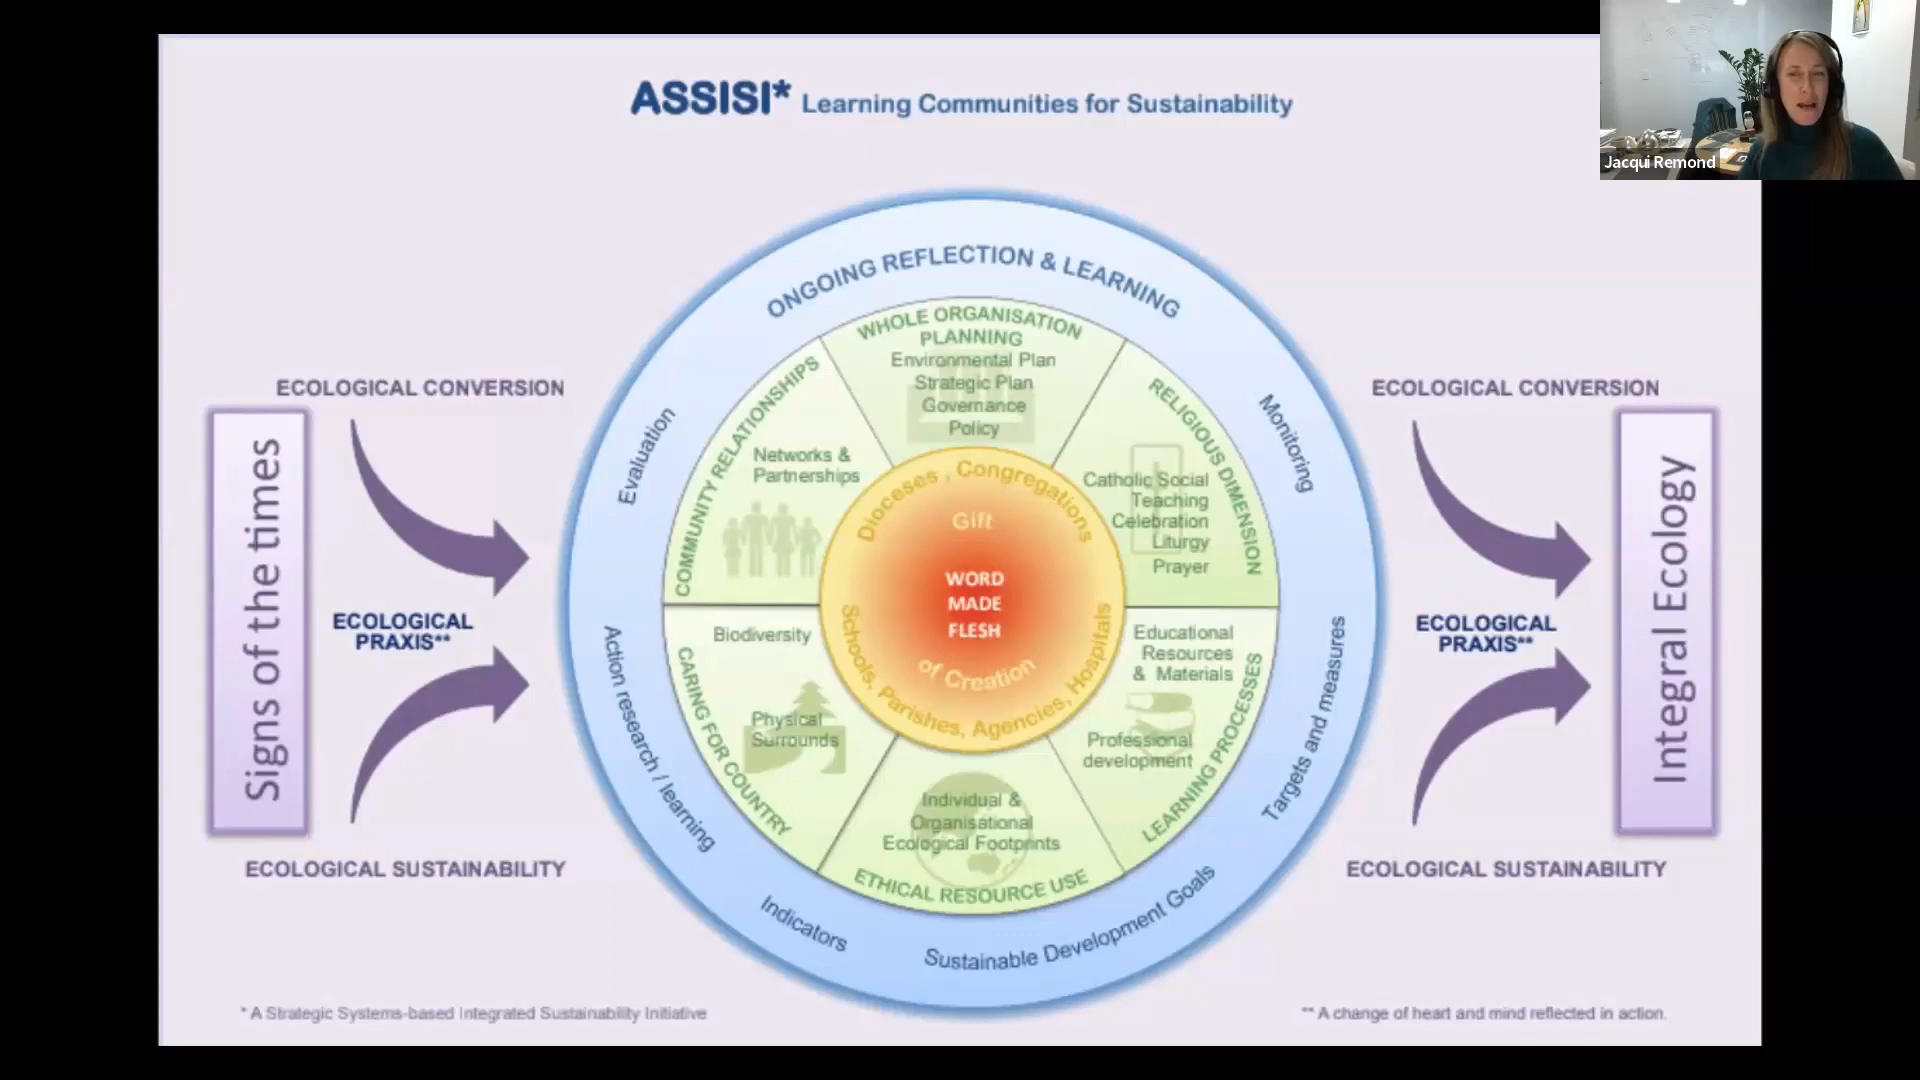 ASSISI* Learning Communities for Sustainability
Jacqui Remond
ONGOING REFLECTION & LEARNING
Monitoring
Targets and measures
Sustainable Development Goals
Indicators
Action research / learning
Evaluation
WHOLE ORGANISATION
PLANNING
Environmental Plan
Strategic Plan
Governance
Policy
RELIGIOUS DIMENSION
Catholic Social
Teaching
Celebration
Liturgy
Prayer
LEARNING PROCESSES
Educational
Resources
& Materials
Professional
development
ETHICAL RESOURCE USE
Individual &
Organisational
Ecological Footprints
CARING FOR COUNTRY
Biodiversity
Physical
Surrounds
COMMUNITY RELATIONSHIPS
Networks &
Partnerships
Dioceses , Congregations
Schools, Parishes, Agencies, Hospitals
Gift
WORD
MADE
FLESH
of Creation
Signs of the times
ECOLOGICAL CONVERSION
ECOLOGICAL
PRAXIS**
ECOLOGICAL SUSTAINABILITY
ECOLOGICAL CONVERSION
ECOLOGICAL
PRAXIS**
ECOLOGICAL SUSTAINABILITY
Integral Ecology
* A Strategic Systems-based Integrated Sustainability Initiative
** A change of heart and mind reflected in action.